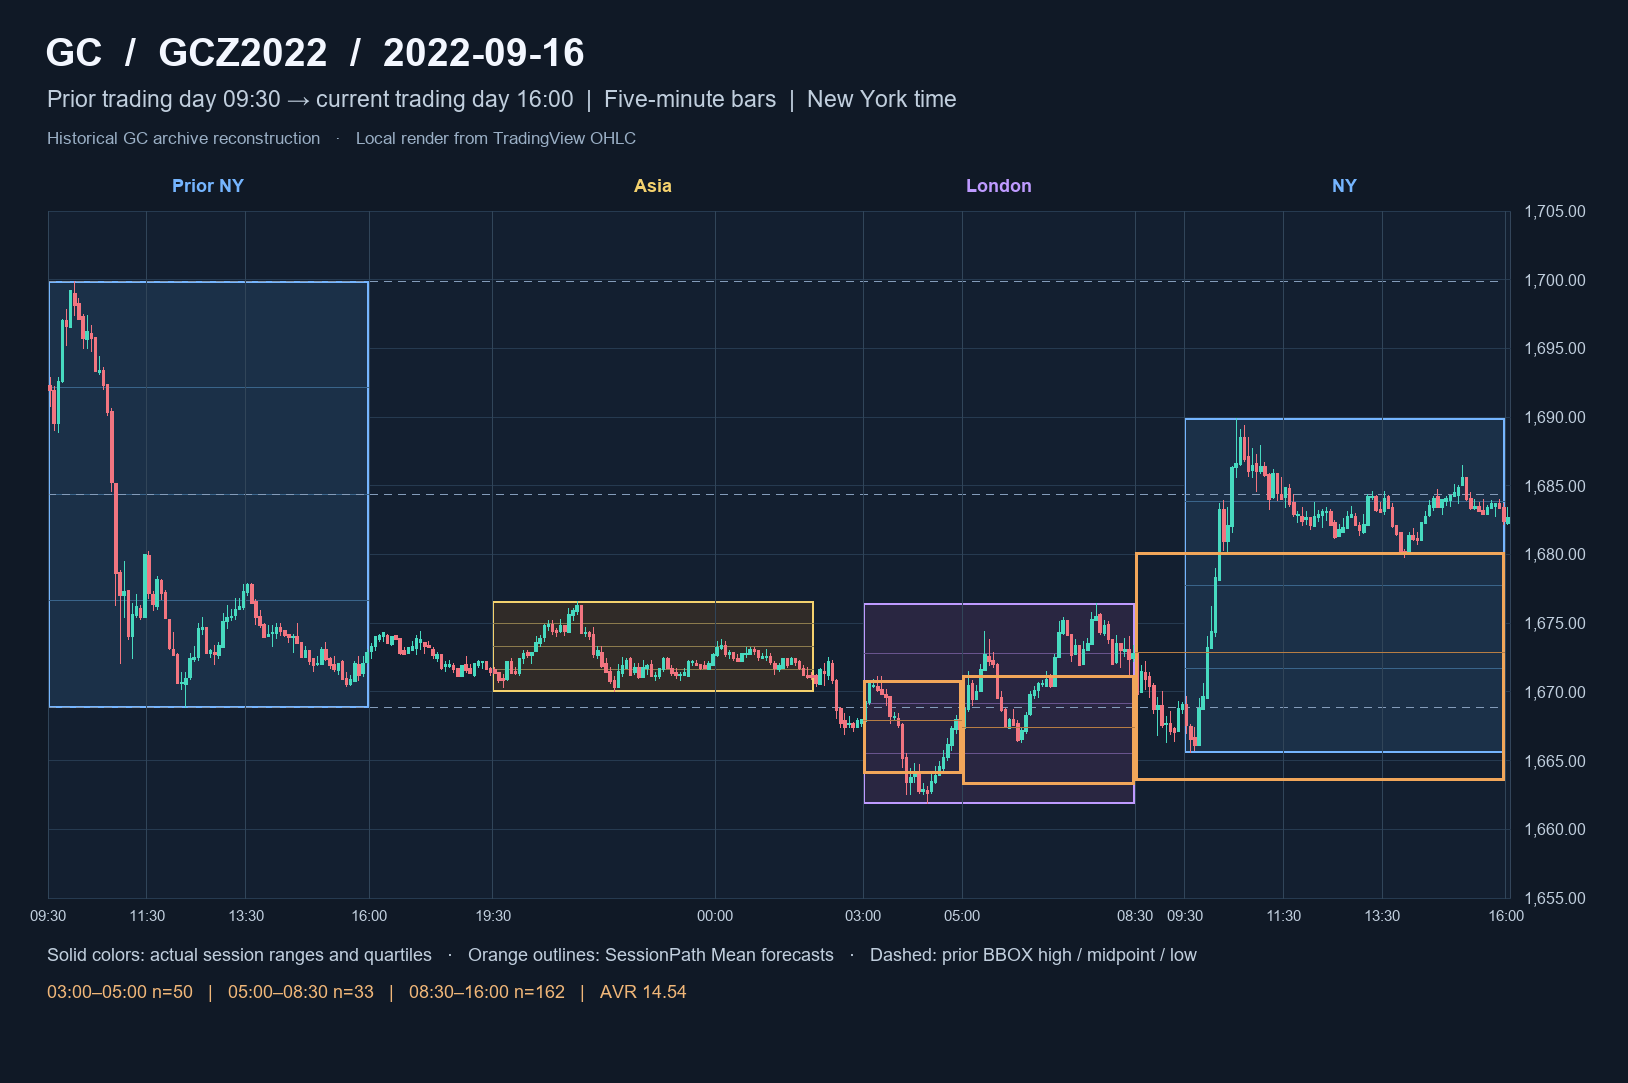 GC / GCZ2022 / 2022-09-16
Prior trading day 09:30 → current trading day 16:00 | Five-minute bars | New York time
Historical GC archive reconstruction · Local render from TradingView OHLC
Prior NY Asia London NY
1,705.00
1,700.00
1,695.00
1,690.00
1,685.00
1,680.00
1,675.00
1,670.00
1,665.00
1,660.00
1,655.00
09:30 11:30 13:30 16:00 19:30 00:00 03:00 05:00 08:30 09:30 11:30 13:30 16:00
Solid colors: actual session ranges and quartiles · Orange outlines: SessionPath Mean forecasts · Dashed: prior BBOX high / midpoint / low
03:00–05:00 n=50 | 05:00–08:30 n=33 | 08:30–16:00 n=162 | AVR 14.54